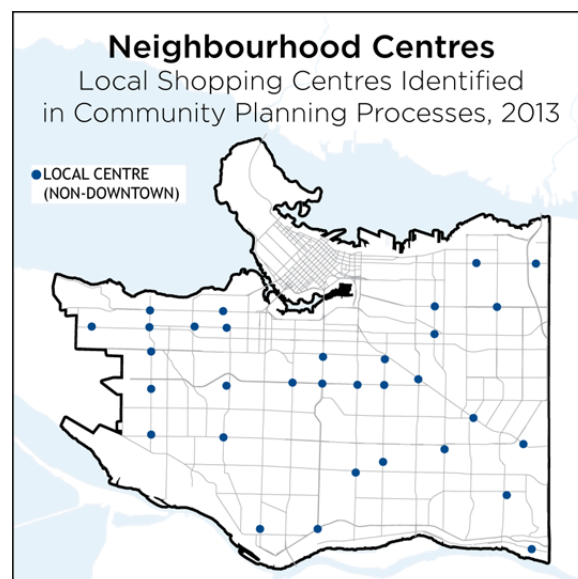 Neighbourhood Centres
Local Shopping Centres Identified
in Community Planning Processes, 2013
LOCAL CENTRE
(NON-DOWNTOWN)